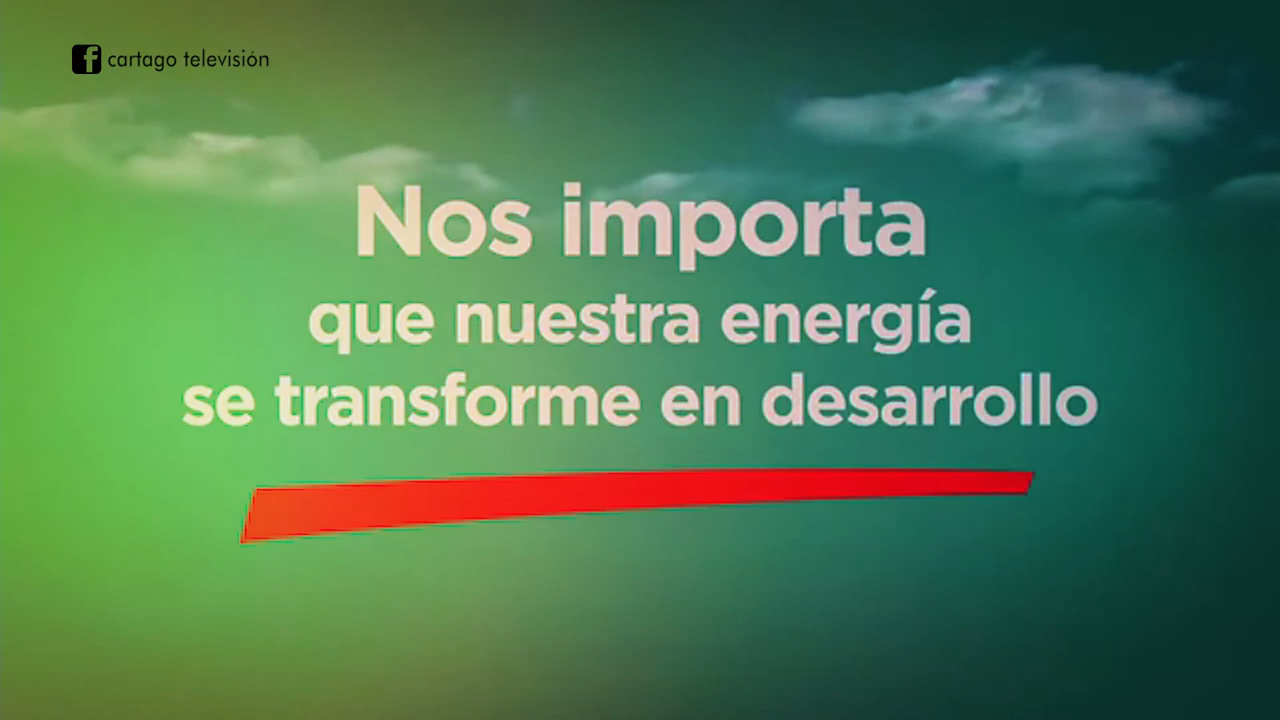 cartago televisión
Nos importa
que nuestra energía
se transforme en desarrollo